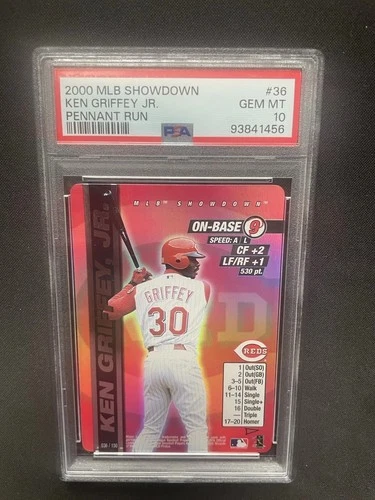 2000 MLB SHOWDOWN #36
KEN GRIFFEY JR. GEM MT
PENNANT RUN 10
PSA 93841456
MLB™ SHOWDOWN™
KEN GRIFFEY, JR.
ON-BASE 9
SPEED: A L
CF +2
LF/RF +1
530 pt.
GRIFFEY
30
REDS
1 Out(SO)
2 Out(GB)
3-5 Out(FB)
6-10 Walk
11-14 Single
15 Single+
16 Double
— Triple
17-20 Homer